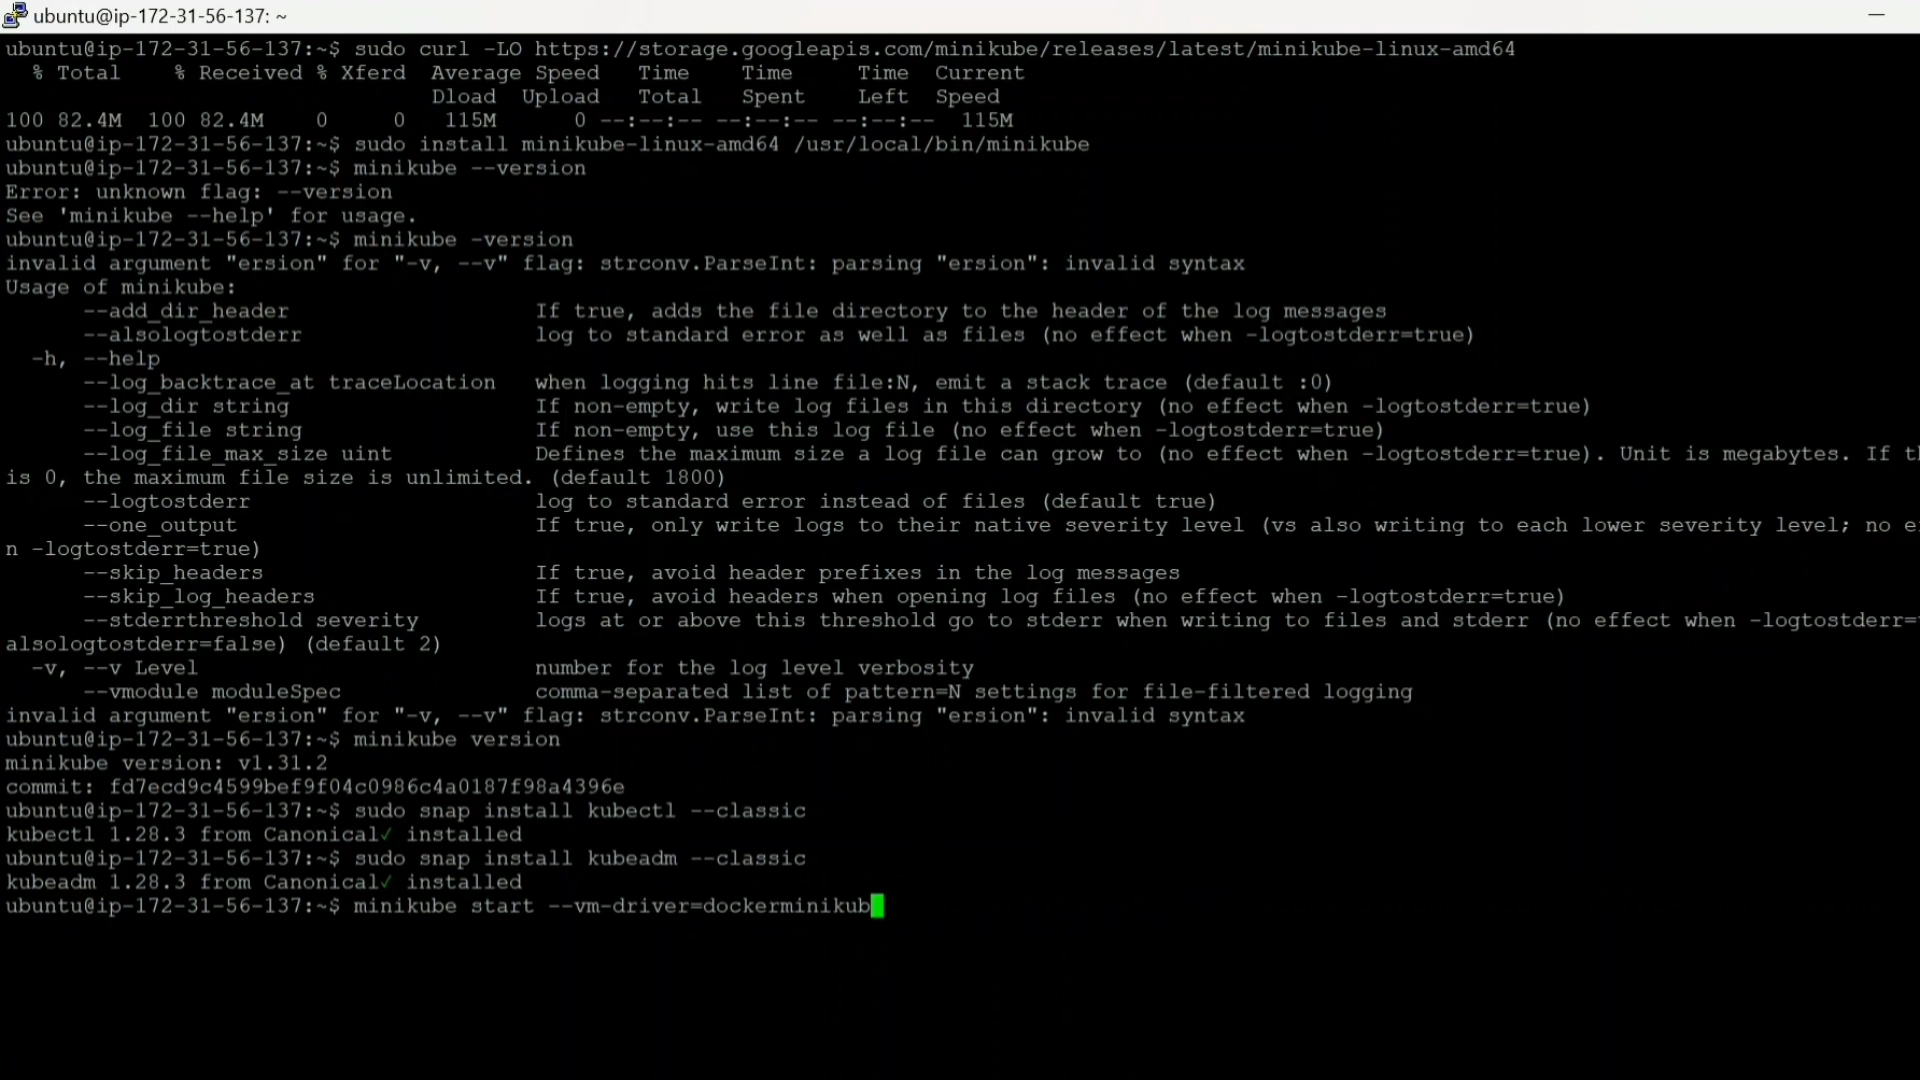 ubuntu@ip-172-31-56-137: ~
ubuntu@ip-172-31-56-137:~$ sudo curl -LO https://storage.googleapis.com/minikube/releases/latest/minikube-linux-amd64
% Total % Received % Xferd Average Speed Time Time Time Current
Dload Upload Total Spent Left Speed
100 82.4M 100 82.4M 0 0 115M 0 --:--:-- --:--:-- --:--:-- 115M
ubuntu@ip-172-31-56-137:~$ sudo install minikube-linux-amd64 /usr/local/bin/minikube
ubuntu@ip-172-31-56-137:~$ minikube --version
Error: unknown flag: --version
See 'minikube --help' for usage.
ubuntu@ip-172-31-56-137:~$ minikube -version
invalid argument "ersion" for "-v, --v" flag: strconv.ParseInt: parsing "ersion": invalid syntax
Usage of minikube:
--add_dir_header If true, adds the file directory to the header of the log messages
--alsologtostderr log to standard error as well as files (no effect when -logtostderr=true)
-h, --help
--log_backtrace_at traceLocation when logging hits line file:N, emit a stack trace (default :0)
--log_dir string If non-empty, write log files in this directory (no effect when -logtostderr=true)
--log_file string If non-empty, use this log file (no effect when -logtostderr=true)
--log_file_max_size uint Defines the maximum size a log file can grow to (no effect when -logtostderr=true). Unit is megabytes. If
is 0, the maximum file size is unlimited. (default 1800)
--logtostderr log to standard error instead of files (default true)
--one_output If true, only write logs to their native severity level (vs also writing to each lower severity level; no
n -logtostderr=true)
--skip_headers If true, avoid header prefixes in the log messages
--skip_log_headers If true, avoid headers when opening log files (no effect when -logtostderr=true)
--stderrthreshold severity logs at or above this threshold go to stderr when writing to files and stderr (no effect when -logtostderr=
alsologtostderr=false) (default 2)
-v, --v Level number for the log level verbosity
--vmodule moduleSpec comma-separated list of pattern=N settings for file-filtered logging
invalid argument "ersion" for "-v, --v" flag: strconv.ParseInt: parsing "ersion": invalid syntax
ubuntu@ip-172-31-56-137:~$ minikube version
minikube version: v1.31.2
commit: fd7ecd9c4599bef9f04c0986c4a0187f98a4396e
ubuntu@ip-172-31-56-137:~$ sudo snap install kubectl --classic
kubectl 1.28.3 from Canonical✓ installed
ubuntu@ip-172-31-56-137:~$ sudo snap install kubeadm --classic
kubeadm 1.28.3 from Canonical✓ installed
ubuntu@ip-172-31-56-137:~$ minikube start --vm-driver=dockerminikub